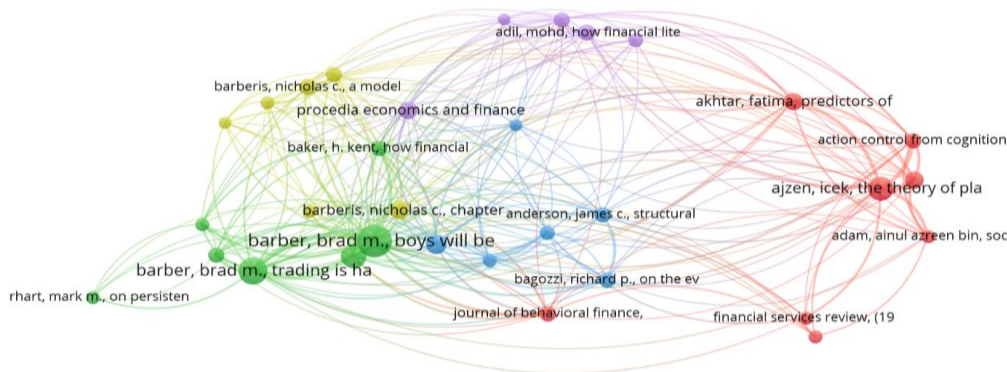 adil, mohd, how financial lite
barberis, nicholas c., a model
akhtar, fatima, predictors of
procedia economics and finance
action control from cognition
baker, h. kent, how financial
ajzen, icek, the theory of pla
barberis, nicholas c., chapter
anderson, james c., structural
adam, ainul azreen bin, soc
barber, brad m., boys will be
barber, brad m., trading is ha
bagozzi, richard p., on the ev
rhart, mark m., on persisten
journal of behavioral finance,
financial services review, (19